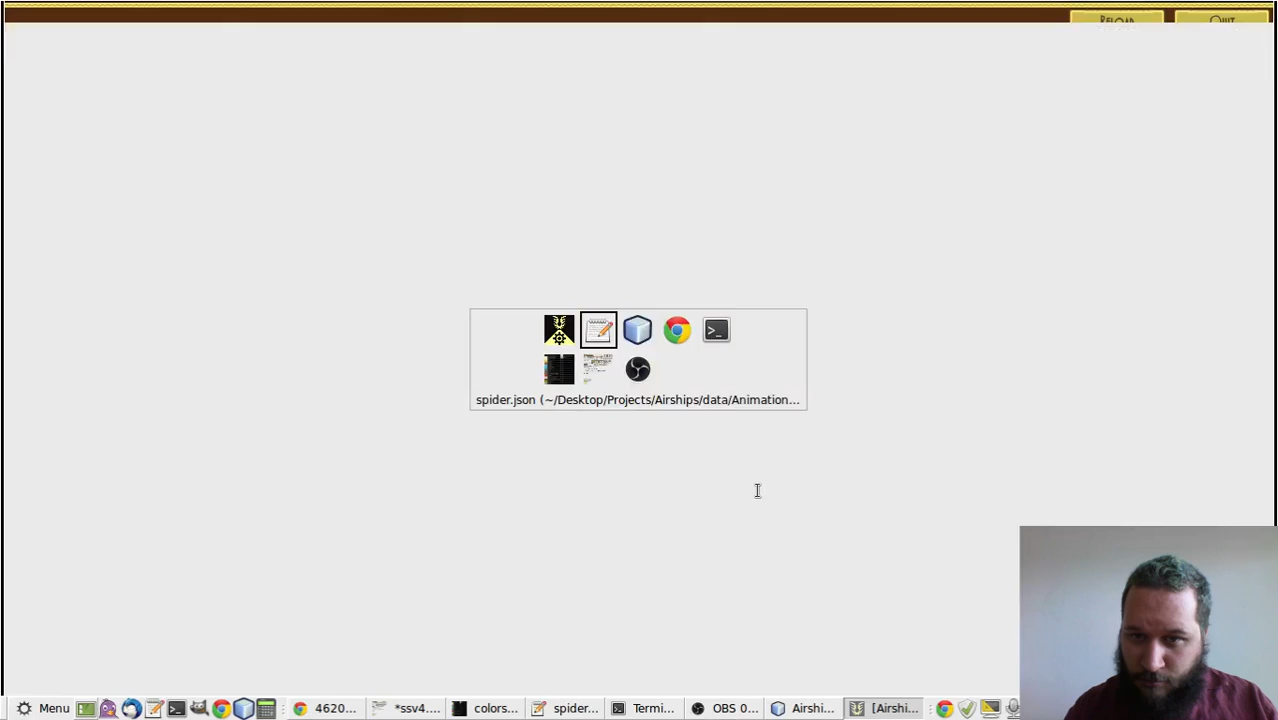 RELOAD QUIT
spider.json (~/Desktop/Projects/Airships/data/Animation...
Menu 4620... *ssv4.... colors... spider... Termi... OBS 0... Airshi... [Airshi...